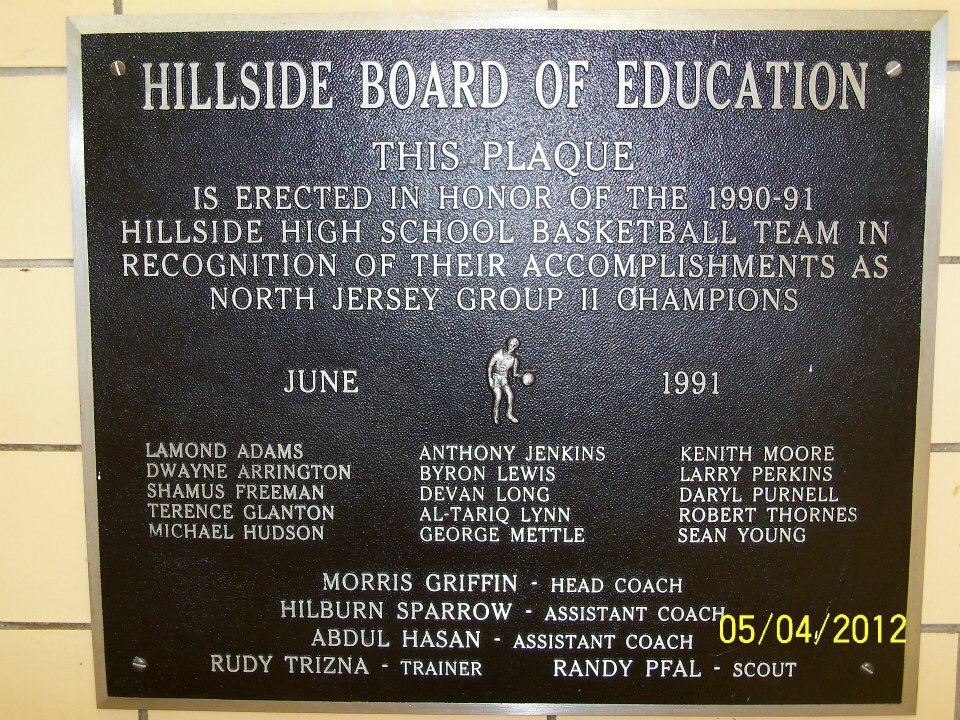 HILLSIDE BOARD OF EDUCATION
THIS PLAQUE
IS ERECTED IN HONOR OF THE 1990-91
HILLSIDE HIGH SCHOOL BASKETBALL TEAM IN
RECOGNITION OF THEIR ACCOMPLISHMENTS AS
NORTH JERSEY GROUP II CHAMPIONS
JUNE 1991
LAMOND ADAMS ANTHONY JENKINS KENITH MOORE
DWAYNE ARRINGTON BYRON LEWIS LARRY PERKINS
SHAMUS FREEMAN DEVAN LONG DARYL PURNELL
TERENCE GLANTON AL-TARIQ LYNN ROBERT THORNES
MICHAEL HUDSON GEORGE METTLE SEAN YOUNG
MORRIS GRIFFIN - HEAD COACH
HILBURN SPARROW - ASSISTANT COACH
ABDUL HASAN - ASSISTANT COACH
RUDY TRIZNA - TRAINER RANDY PFAL - SCOUT
05/04/2012